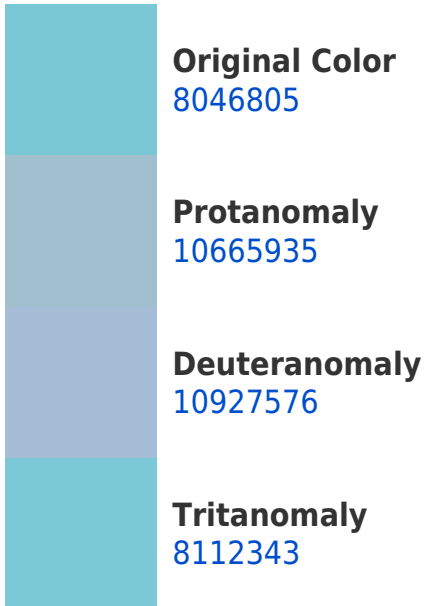 Original Color
8046805
Protanomaly
10665935
Deuteranomaly
10927576
Tritanomaly
8112343